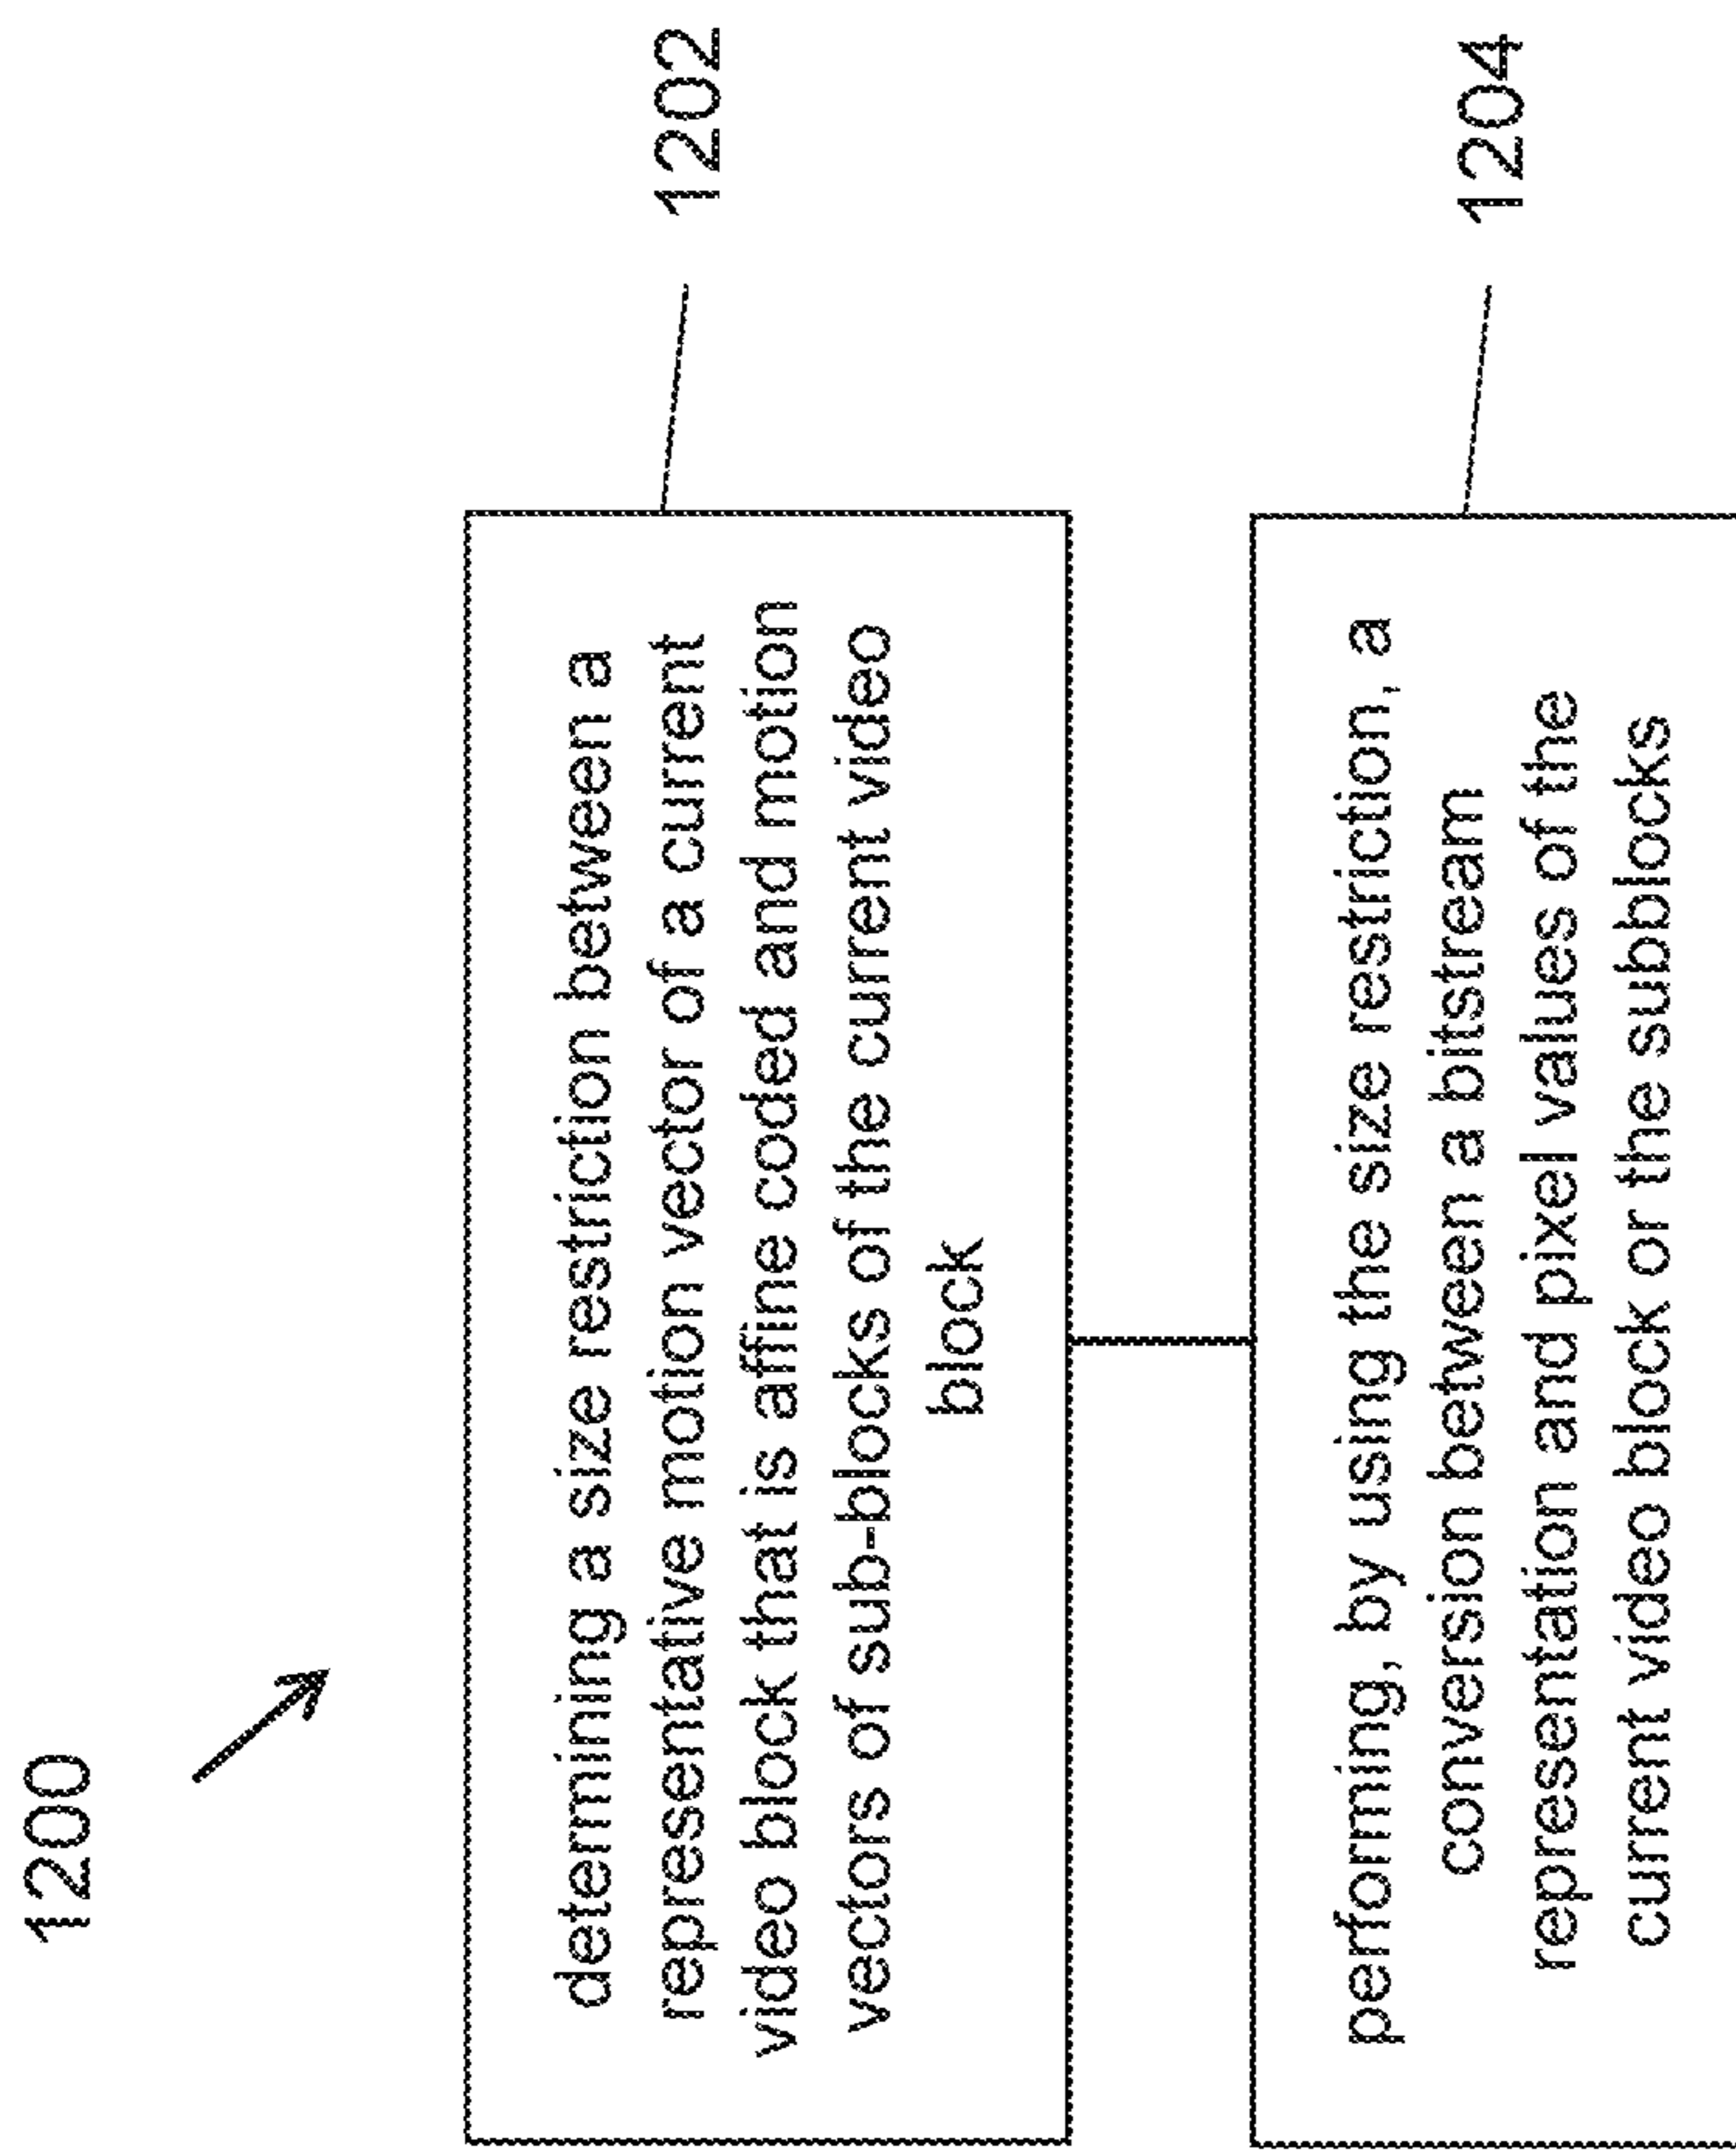 1200
determining a size restriction between a
representative motion vector of a current
video block that is affine coded and motion
vectors of sub-blocks of the current video
block
1202
performing, by using the size restriction, a
conversion between a bitstream
representation and pixel values of the
current video block or the subblocks
1204